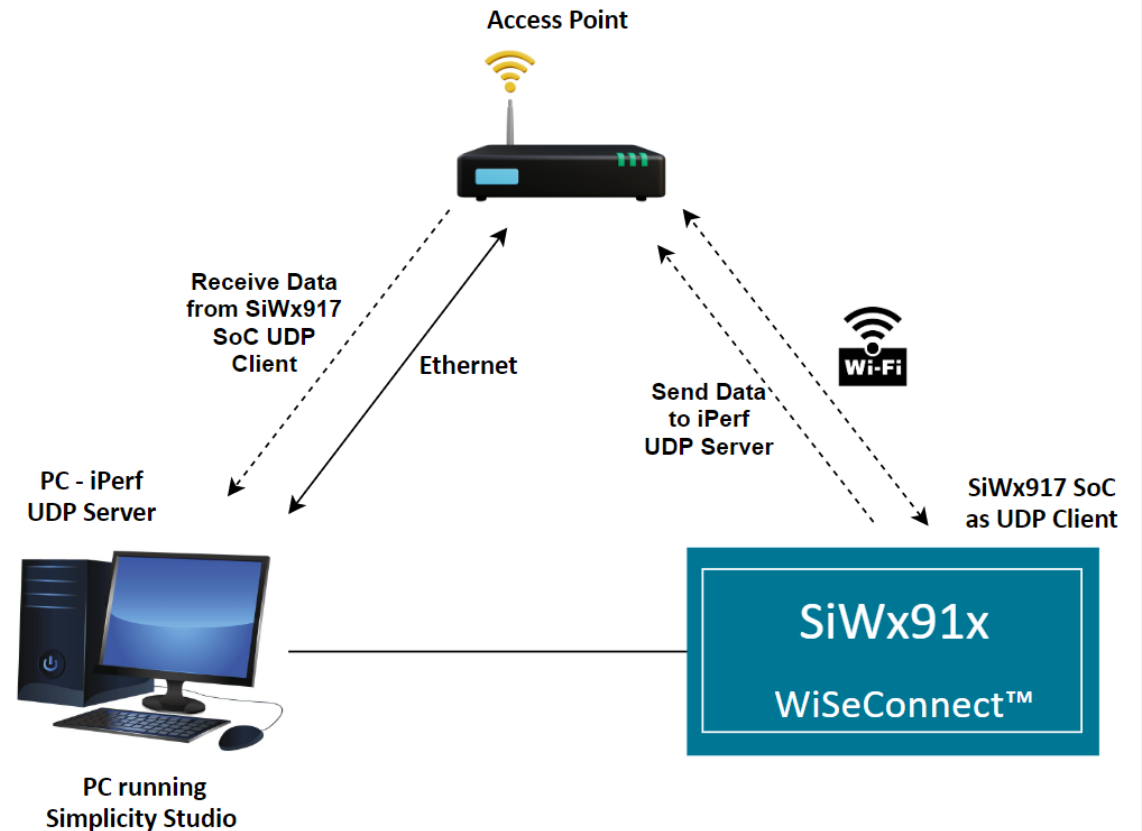 Access Point
Receive Data
from SiWx917
SoC UDP
Client
Ethernet
Wi-Fi
Send Data
to iPerf
UDP Server
PC - iPerf
UDP Server
SiWx917 SoC
as UDP Client
SiWx91x
WiSeConnect™
PC running
Simplicity Studio